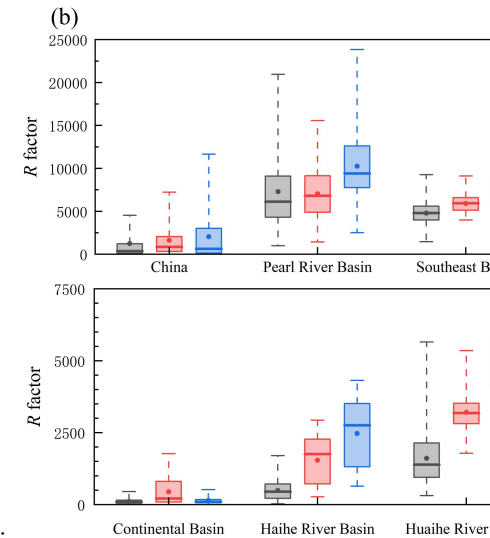 (b)
25000
20000
15000
10000
5000
0
R factor
China Pearl River Basin Southeast B
7500
5000
2500
0
R factor
Continental Basin Haihe River Basin Huaihe River
.